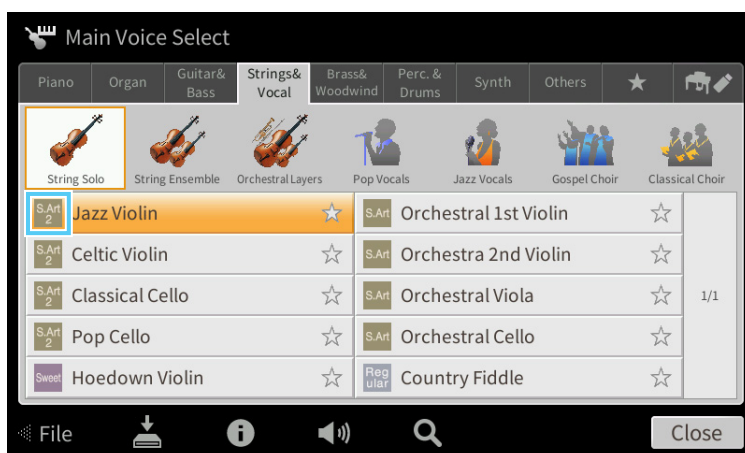 Main Voice Select
Piano
Organ
Guitar&
Bass
Strings&
Vocal
Brass&
Woodwind
Perc. &
Drums
Synth
Others
String Solo
String Ensemble
Orchestral Layers
Pop Vocals
Jazz Vocals
Gospel Choir
Classical Choir
S.Art
2
Jazz Violin
S.Art
Orchestral 1st Violin
S.Art
2
Celtic Violin
S.Art
Orchestra 2nd Violin
S.Art
2
Classical Cello
S.Art
Orchestral Viola
1/1
S.Art
2
Pop Cello
S.Art
Orchestral Cello
Sweet
Hoedown Violin
Reg
ular
Country Fiddle
File
Close